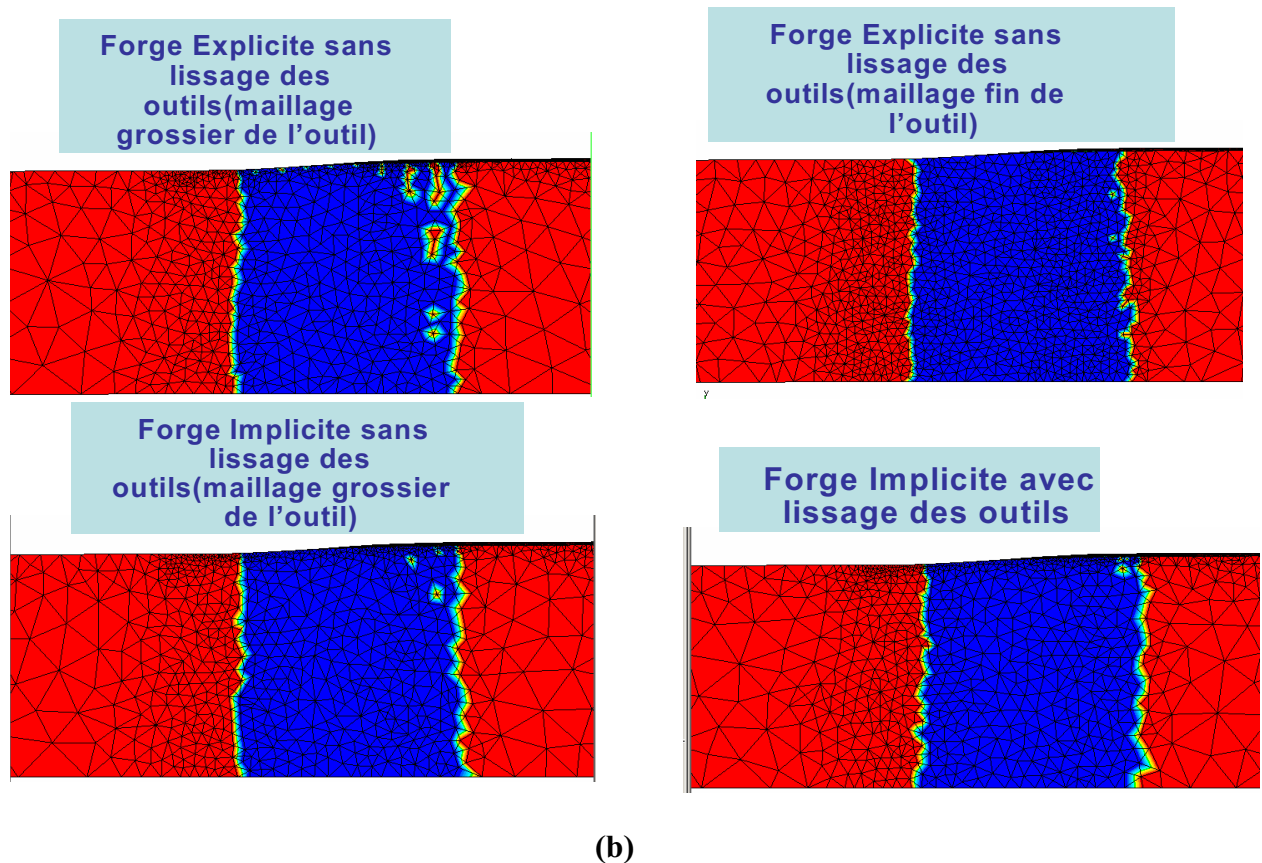 Forge Explicite sans
lissage des
outils(maillage
grossier de l'outil)
Forge Explicite sans
lissage des
outils(maillage fin de
l'outil)
y
Forge Implicite sans
lissage des
outils(maillage grossier
de l'outil)
Forge Implicite avec
lissage des outils
(b)